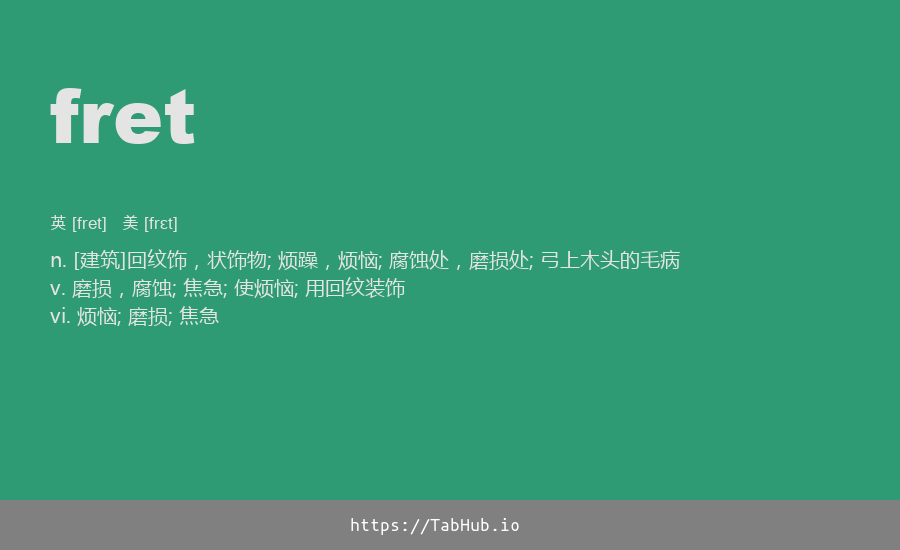 fret
英 [fret] 美 [frɛt]
n. [建筑]回纹饰，状饰物; 烦躁，烦恼; 腐蚀处，磨损处; 弓上木头的毛病
v. 磨损，腐蚀; 焦急; 使烦恼; 用回纹装饰
vi. 烦恼; 磨损; 焦急
https://TabHub.io